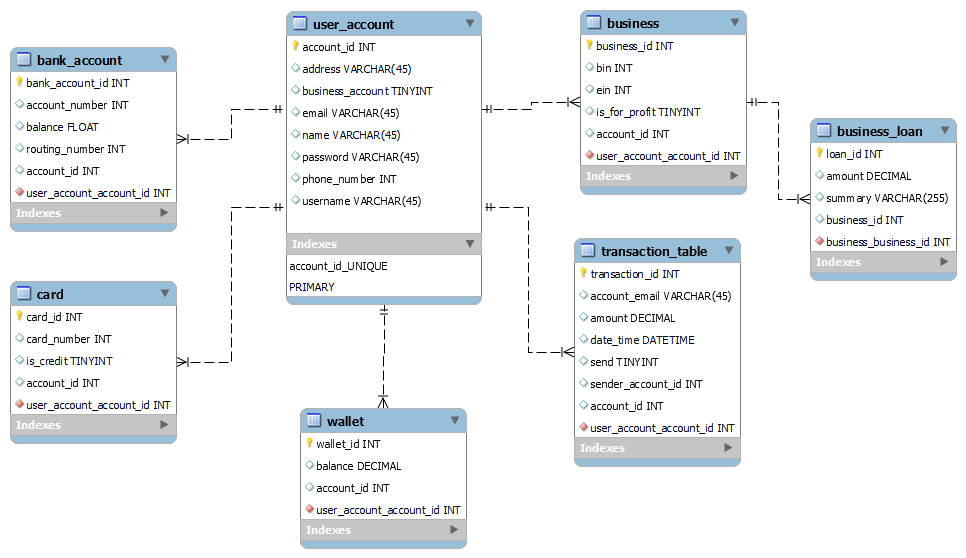 user_account
account_id INT
address VARCHAR(45)
business_account TINYINT
email VARCHAR(45)
name VARCHAR(45)
password VARCHAR(45)
phone_number INT
username VARCHAR(45)
Indexes
account_id_UNIQUE
PRIMARY
business
business_id INT
bin INT
ein INT
is_for_profit TINYINT
account_id INT
user_account_account_id INT
Indexes
bank_account
bank_account_id INT
account_number INT
balance FLOAT
routing_number INT
account_id INT
user_account_account_id INT
Indexes
business_loan
loan_id INT
amount DECIMAL
summary VARCHAR(255)
business_id INT
business_business_id INT
Indexes
transaction_table
transaction_id INT
account_email VARCHAR(45)
amount DECIMAL
date_time DATETIME
send TINYINT
sender_account_id INT
account_id INT
user_account_account_id INT
Indexes
card
card_id INT
card_number INT
is_credit TINYINT
account_id INT
user_account_account_id INT
Indexes
wallet
wallet_id INT
balance DECIMAL
account_id INT
user_account_account_id INT
Indexes